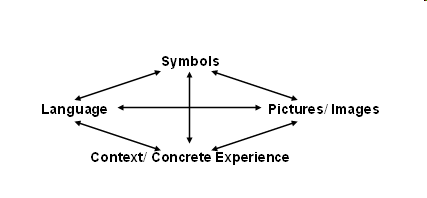 Symbols
Language
Pictures/ Images
Context/ Concrete Experience